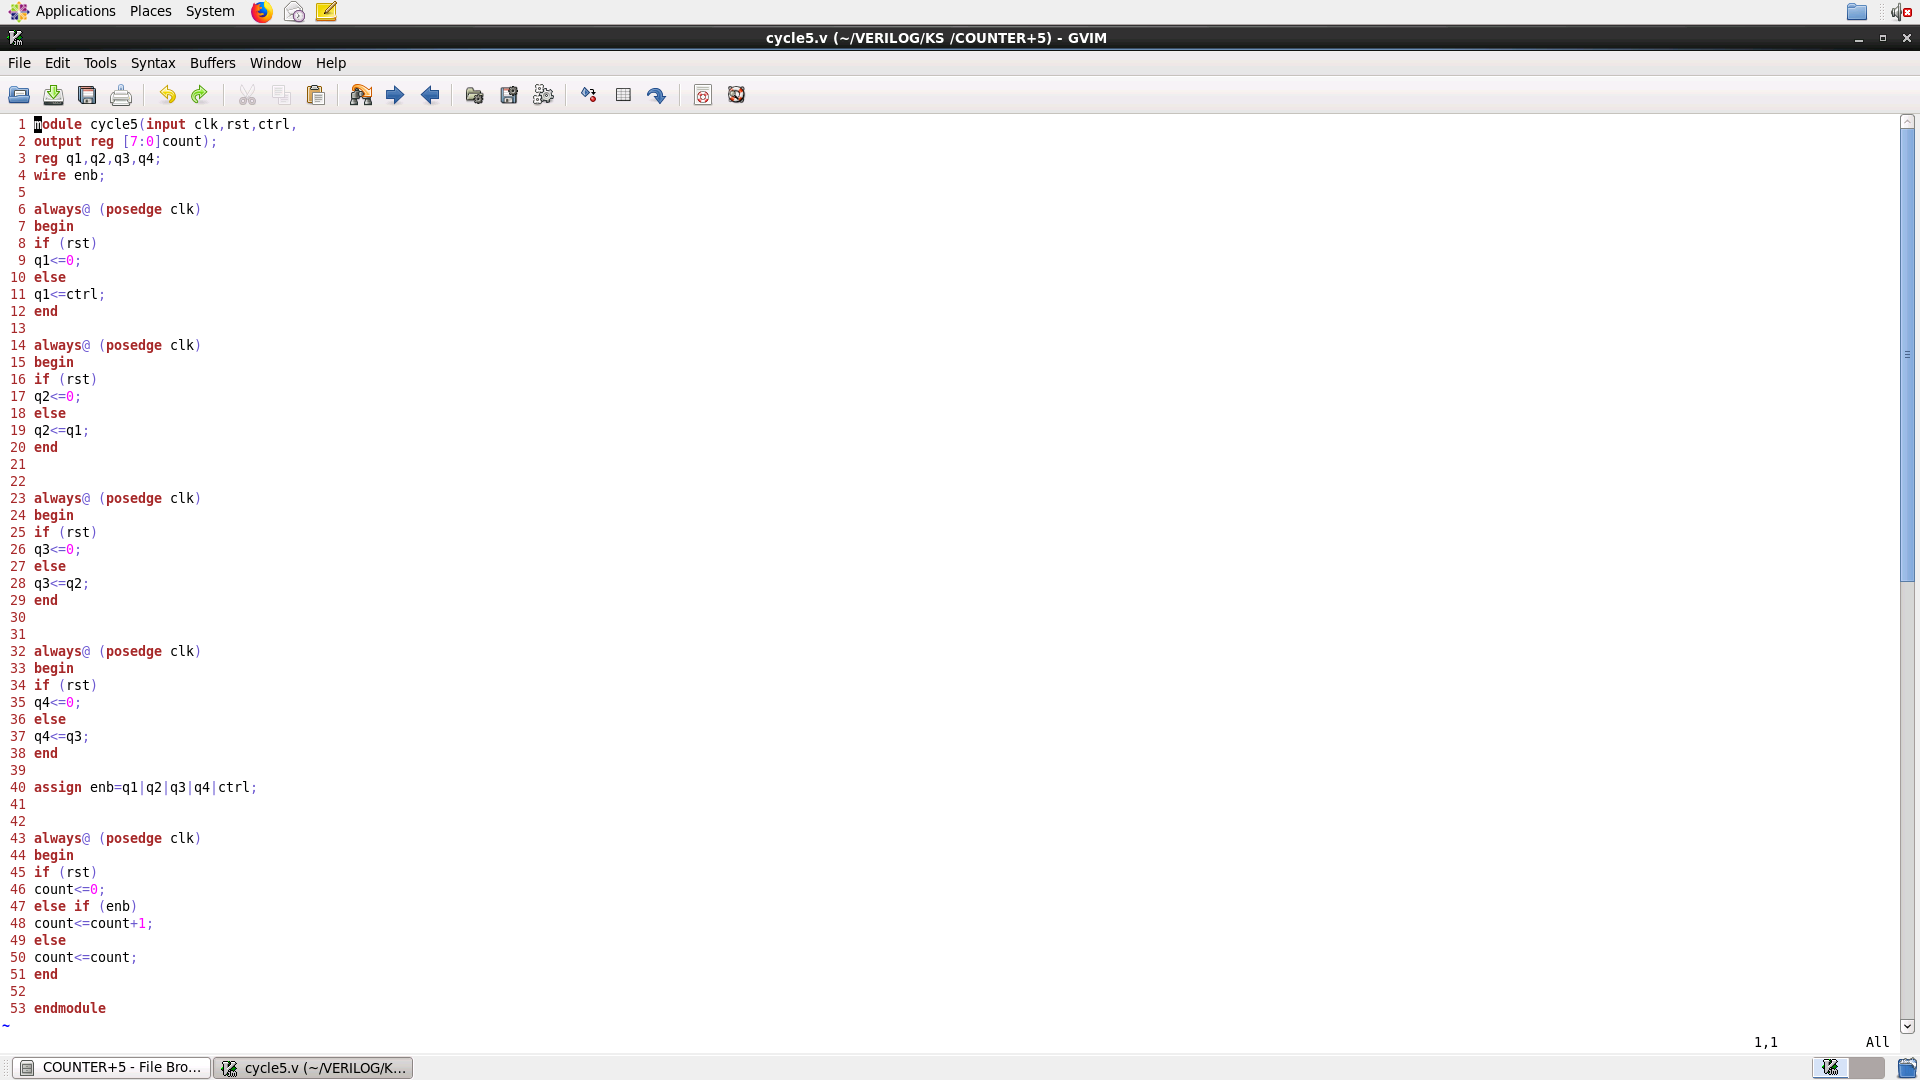 Applications Places System
cycle5.v (~/VERILOG/KS /COUNTER+5) - GVIM
File Edit Tools Syntax Buffers Window Help
1 module cycle5(input clk,rst,ctrl,
2 output reg [7:0]count);
3 reg q1,q2,q3,q4;
4 wire enb;
5
6 always@ (posedge clk)
7 begin
8 if (rst)
9 q1<=0;
10 else
11 q1<=ctrl;
12 end
13
14 always@ (posedge clk)
15 begin
16 if (rst)
17 q2<=0;
18 else
19 q2<=q1;
20 end
21
22
23 always@ (posedge clk)
24 begin
25 if (rst)
26 q3<=0;
27 else
28 q3<=q2;
29 end
30
31
32 always@ (posedge clk)
33 begin
34 if (rst)
35 q4<=0;
36 else
37 q4<=q3;
38 end
39
40 assign enb=q1|q2|q3|q4|ctrl;
41
42
43 always@ (posedge clk)
44 begin
45 if (rst)
46 count<=0;
47 else if (enb)
48 count<=count+1;
49 else
50 count<=count;
51 end
52
53 endmodule
~
1,1 All
COUNTER+5 - File Bro... cycle5.v (~/VERILOG/K...